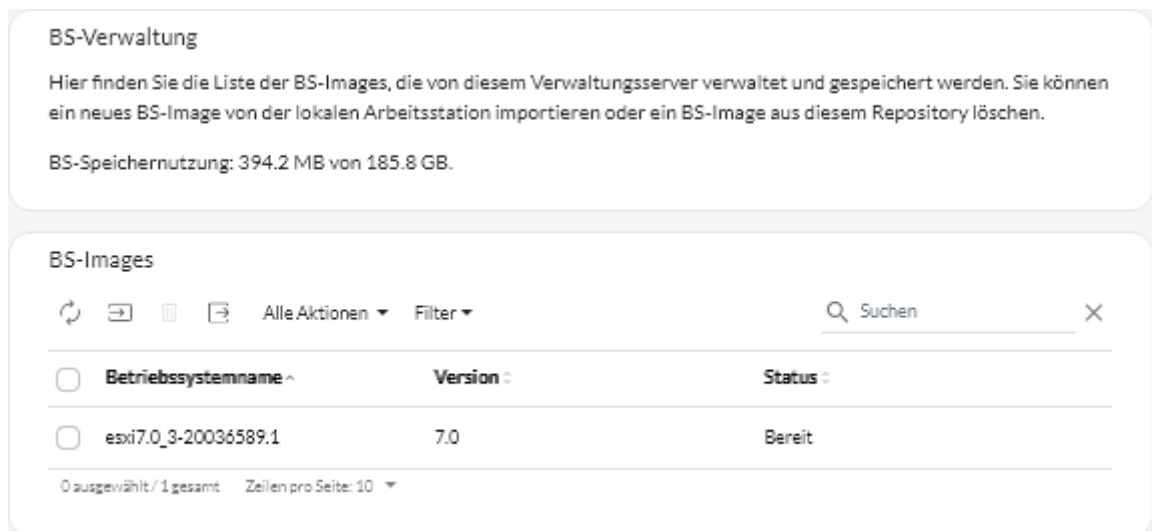 BS-Verwaltung
Hier finden Sie die Liste der BS-Images, die von diesem Verwaltungsserver verwaltet und gespeichert werden. Sie können
ein neues BS-Image von der lokalen Arbeitsstation importieren oder ein BS-Image aus diesem Repository löschen.
BS-Speichernutzung: 394.2 MB von 185.8 GB.
BS-Images
Alle Aktionen Filter Suchen
Betriebssystemname Version Status
esxi7.0_3-20036589.1 7.0 Bereit
0 ausgewählt / 1 gesamt Zeilen pro Seite: 10